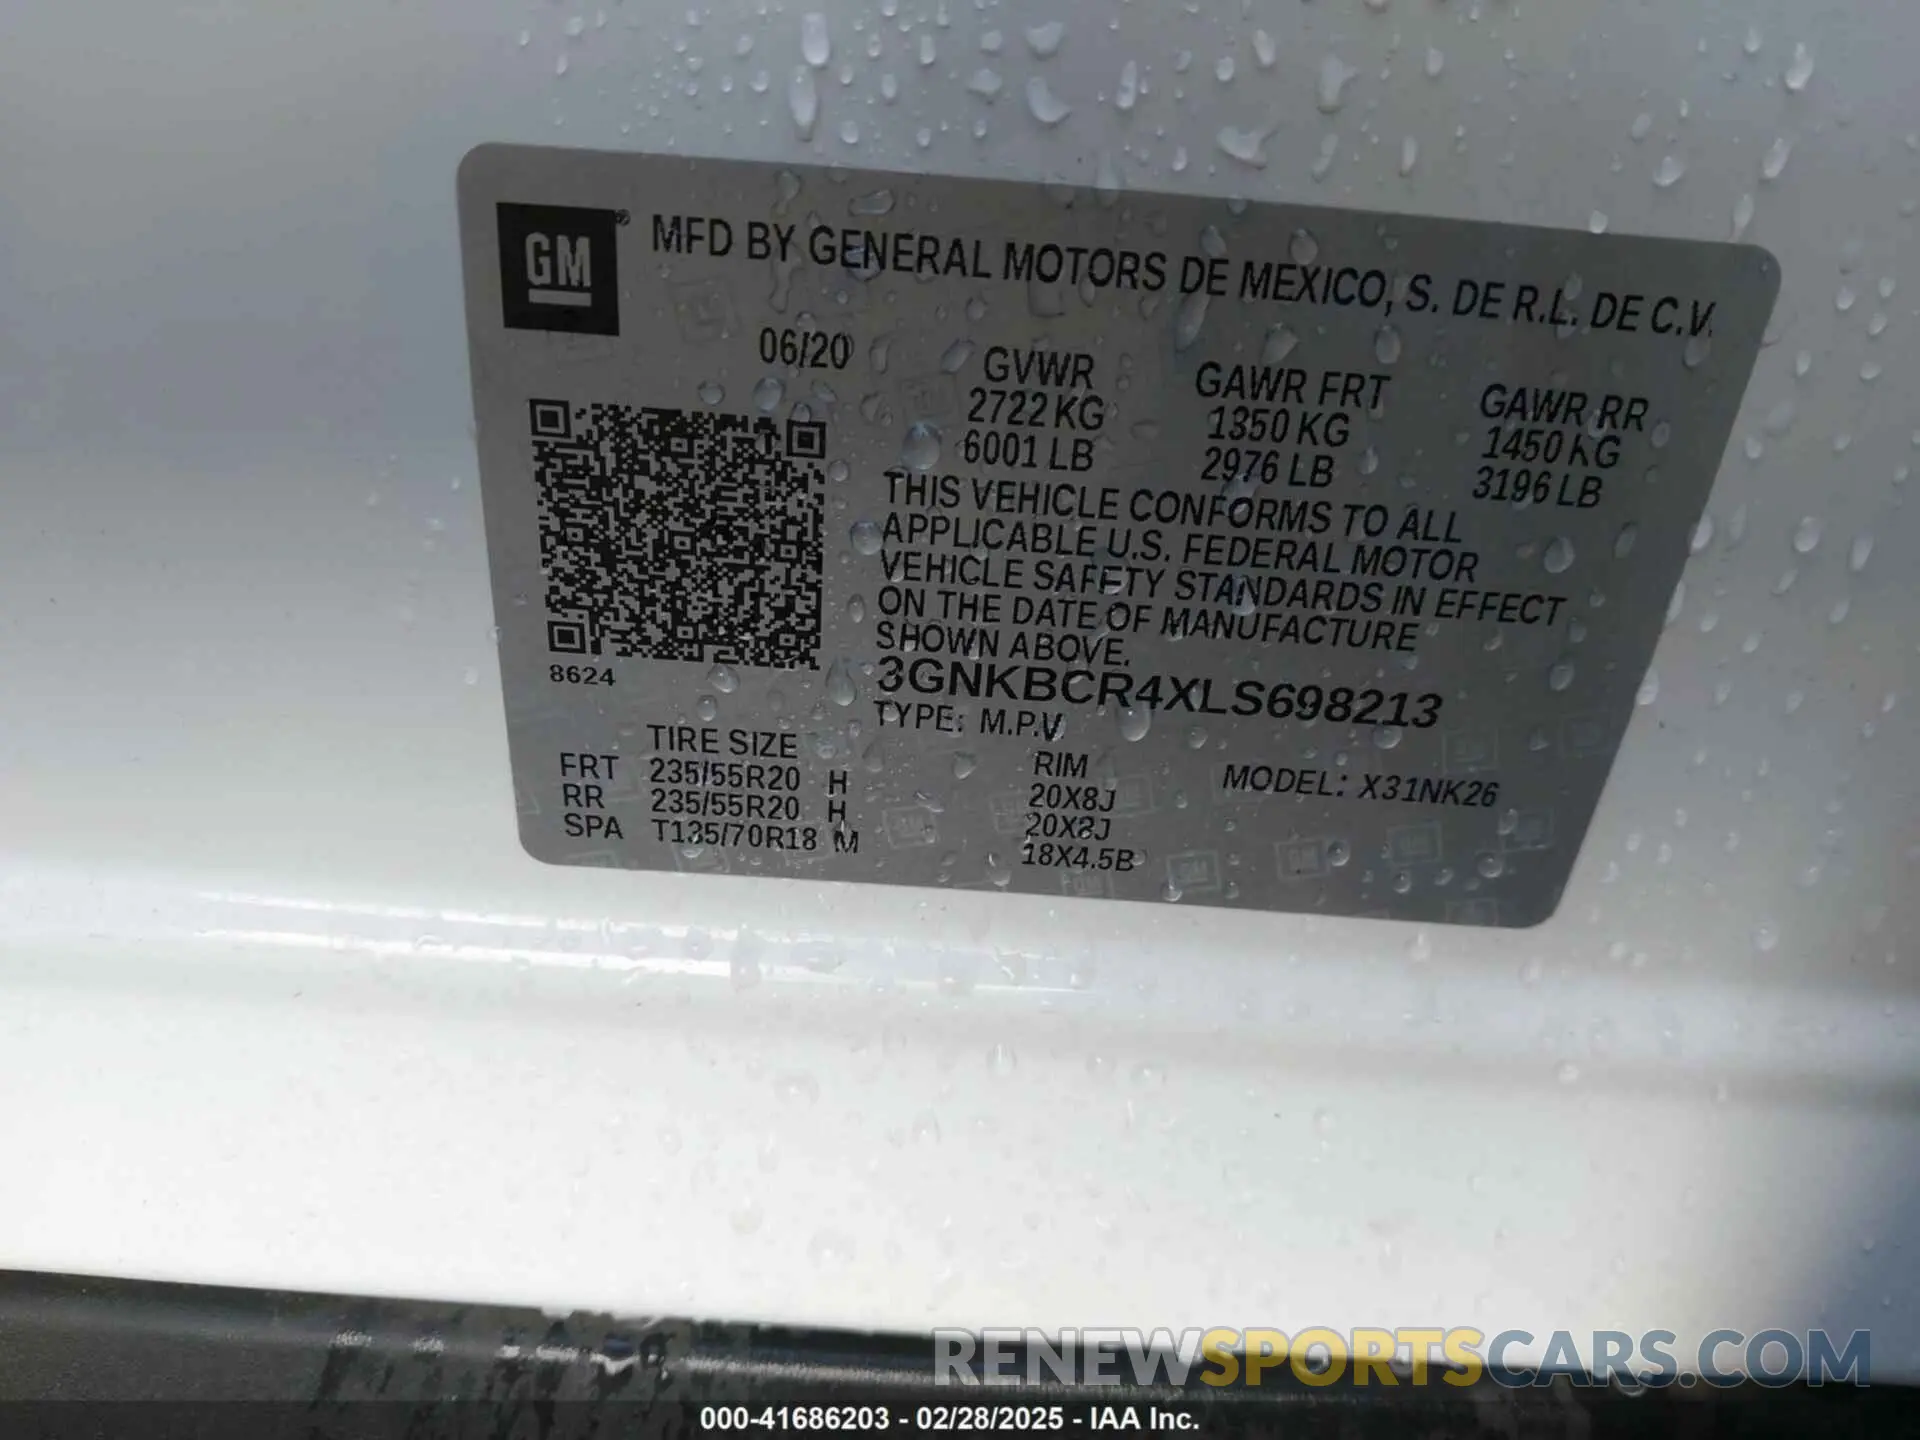 GM® MFD BY GENERAL MOTORS DE MEXICO, S. DE R.L. DE C.V.
06/20
GVWR GAWR FRT GAWR RR
2722 KG 1350 KG 1450 KG
6001 LB 2976 LB 3196 LB
THIS VEHICLE CONFORMS TO ALL
APPLICABLE U.S. FEDERAL MOTOR
VEHICLE SAFETY STANDARDS IN EFFECT
ON THE DATE OF MANUFACTURE
SHOWN ABOVE.
8624
3GNKBCR4XLS698213
TYPE: M.P.V.
TIRE SIZE RIM
MODEL: X31NK26
FRT 235/55R20 H 20X8J
RR 235/55R20 H 20X8J
SPA T135/70R18 M 18X4.5B
RENEWSPORTSCARS.COM
000-41686203 - 02/28/2025 - IAA Inc.